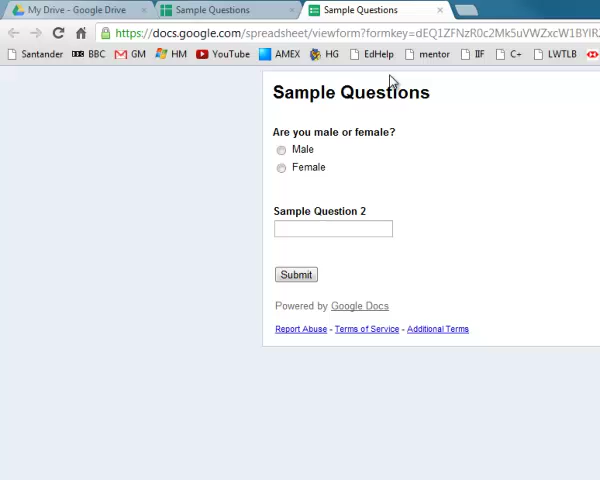 My Drive - Google Drive
Sample Questions
Sample Questions
https://docs.google.com/spreadsheet/viewform?formkey=dEQ1ZFNzR0c2Mk5uVWZxcW1BYlR
Santander
BBC
GM
HM
YouTube
AMEX
HG
EdHelp
mentor
IIF
C+
LWTLB
Sample Questions
Are you male or female?
Male
Female
Sample Question 2
Submit
Powered by Google Docs
Report Abuse - Terms of Service - Additional Terms